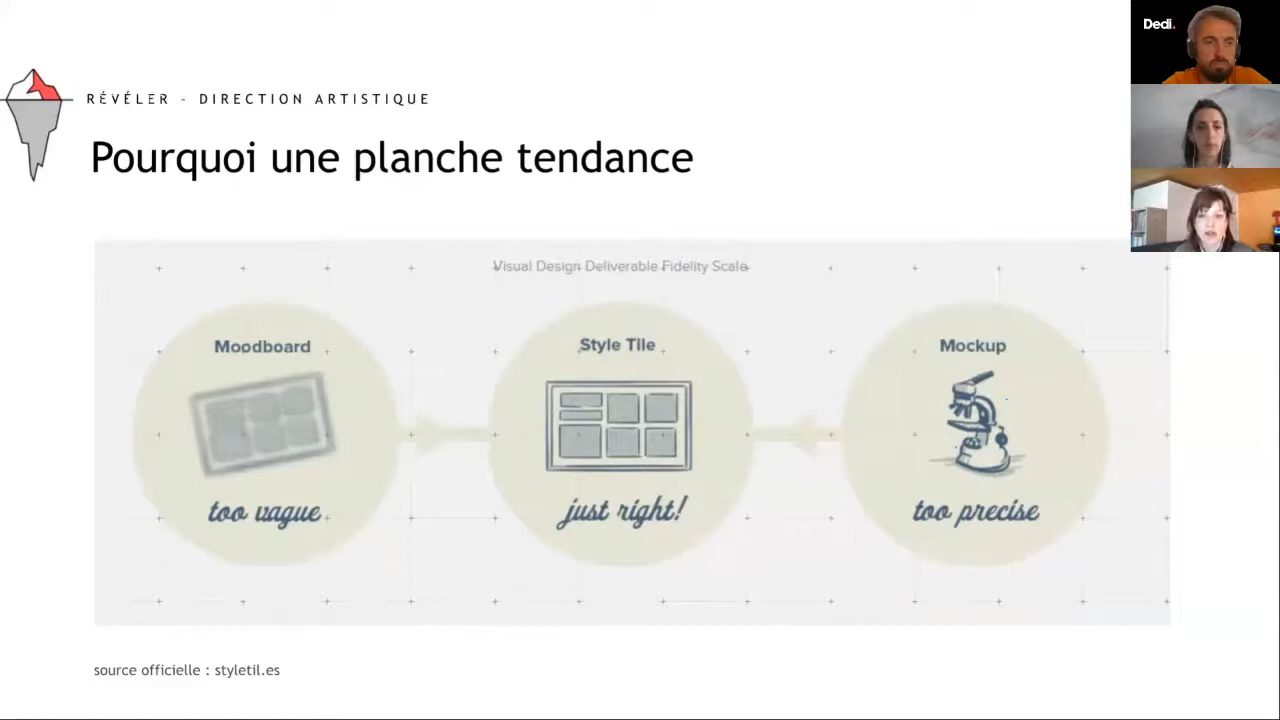 Dedi.
RÉVÉLER - DIRECTION ARTISTIQUE
Pourquoi une planche tendance
Visual Design Deliverable Fidelity Scale
Moodboard
too vague
Style Tile
just right!
Mockup
too precise
source officielle : styletil.es